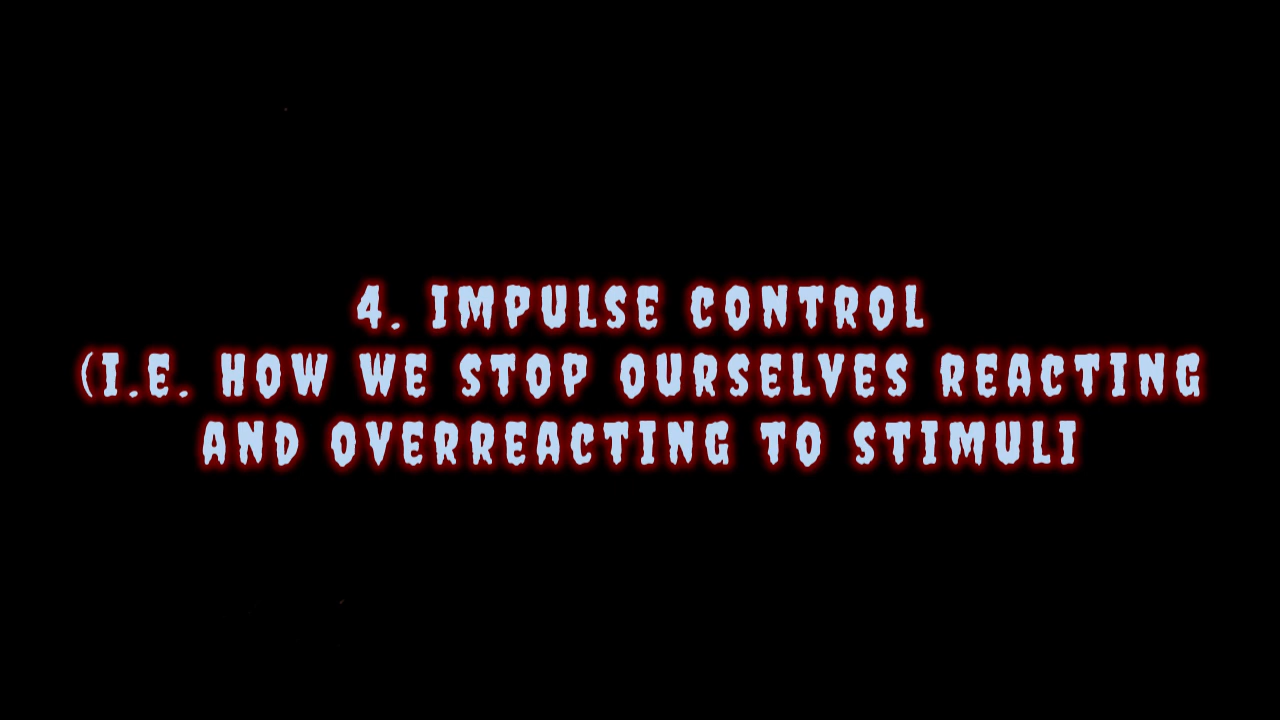 4. IMPULSE CONTROL
(I.E. HOW WE STOP OURSELVES REACTING
AND OVERREACTING TO STIMULI